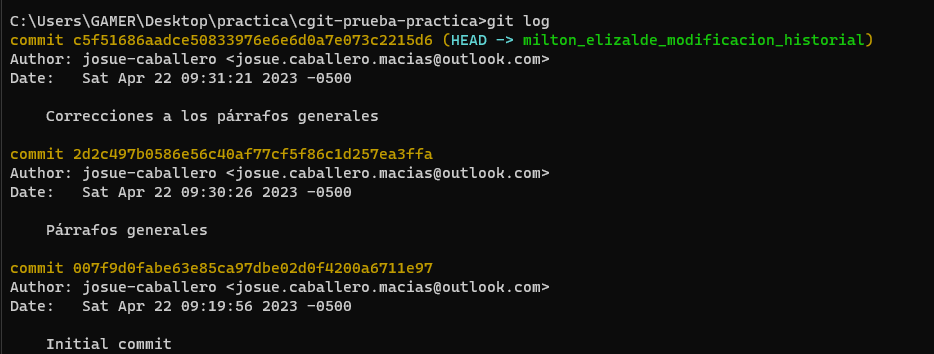 C:\Users\GAMER\Desktop\practica\cgit-prueba-practica>git log
commit c5f51686aadce50833976e6e6d0a7e073c2215d6 (HEAD -> milton_elizalde_modificacion_historial)
Author: josue-caballero <josue.caballero.macias@outlook.com>
Date:   Sat Apr 22 09:31:21 2023 -0500
Correcciones a los párrafos generales
commit 2d2c497b0586e56c40af77cf5f86c1d257ea3ffa
Author: josue-caballero <josue.caballero.macias@outlook.com>
Date:   Sat Apr 22 09:30:26 2023 -0500
Párrafos generales
commit 007f9d0fabe63e85ca97dbe02d0f4200a6711e97
Author: josue-caballero <josue.caballero.macias@outlook.com>
Date:   Sat Apr 22 09:19:56 2023 -0500
Initial commit